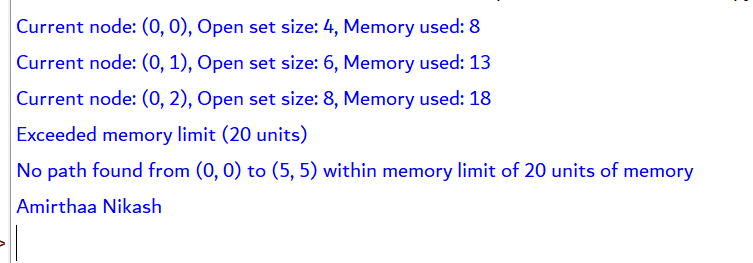 Current node: (0, 0), Open set size: 4, Memory used: 8
Current node: (0, 1), Open set size: 6, Memory used: 13
Current node: (0, 2), Open set size: 8, Memory used: 18
Exceeded memory limit (20 units)
No path found from (0, 0) to (5, 5) within memory limit of 20 units of memory
Amirthaa Nikash
>